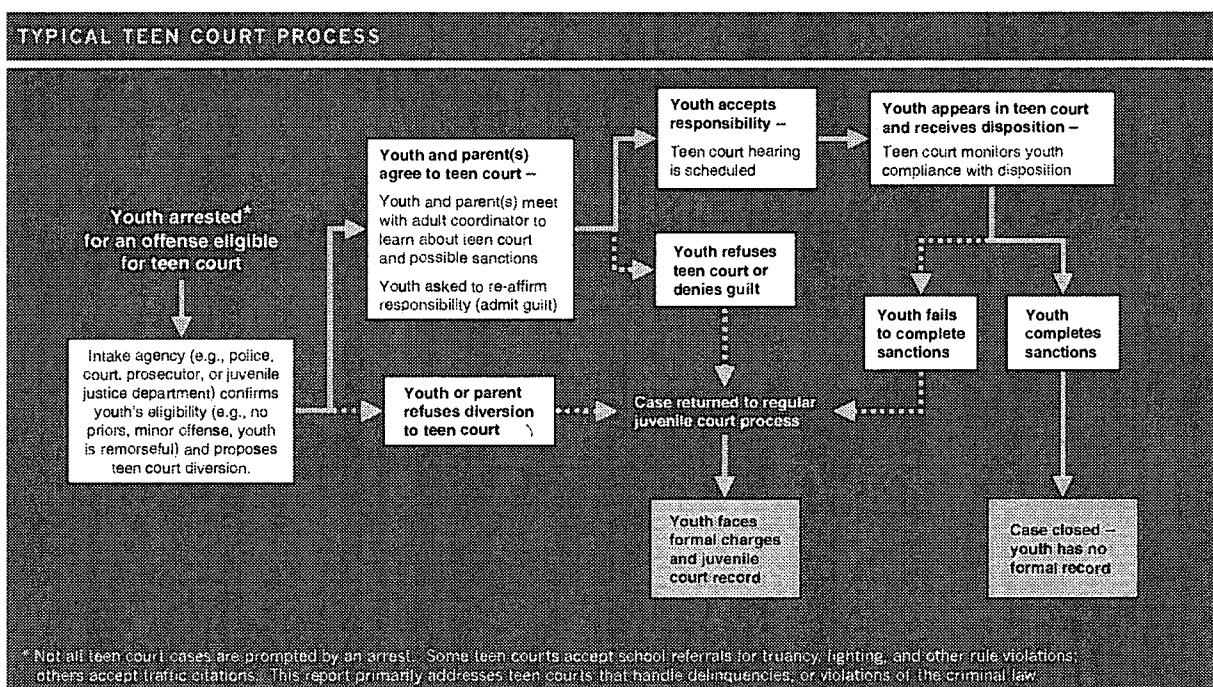 TYPICAL TEEN COURT PROCESS
Youth arrested*
for an offense eligible
for teen court
Intake agency (e.g., police,
court, prosecutor, or juvenile
justice department) confirms
youth's eligibility (e.g., no
priors, minor offense, youth
is remorseful) and proposes
teen court diversion.
Youth and parent(s)
agree to teen court –
Youth and parent(s) meet
with adult coordinator to
learn about teen court
and possible sanctions
Youth asked to re-affirm
responsibility (admit guilt)
Youth or parent
refuses diversion
to teen court
Youth accepts
responsibility –
Teen court hearing
is scheduled
Youth refuses
teen court or
denies guilt
Case returned to regular
juvenile court process
Youth faces
formal charges
and juvenile
court record
Youth appears in teen court
and receives disposition –
Teen court monitors youth
compliance with disposition
Youth fails
to complete
sanctions
Youth
completes
sanctions
Case closed –
youth has no
formal record
* Not all teen court cases are prompted by an arrest. Some teen courts accept school referrals for truancy, fighting, and other rule violations;
others accept traffic citations. This report primarily addresses teen courts that handle delinquencies, or violations of the criminal law.